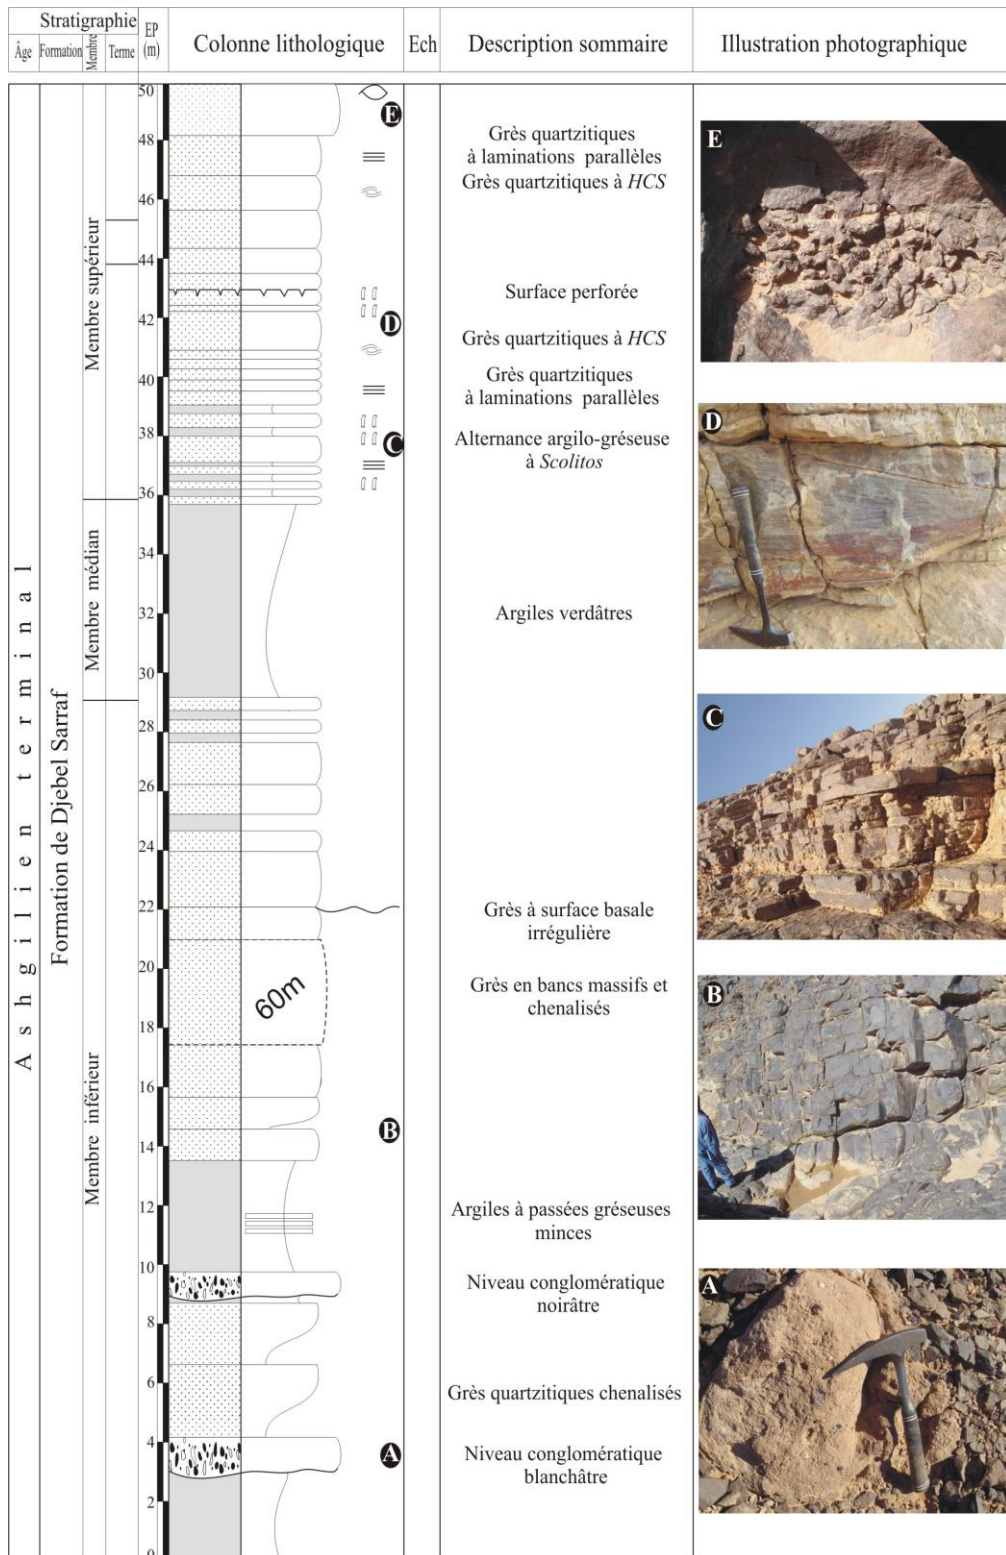 Stratigraphie
Âge
Formation
Membre
Terme
EP
(m)
Colonne lithologique
Ech
Description sommaire
Illustration photographique
Ashgilien terminal
Formation de Djebel Sarraf
Membre supérieur
Membre médian
Membre inférieur
50
48
46
44
42
40
38
36
34
32
30
28
26
24
22
20
18
16
14
12
10
8
6
4
2
0
60m
E
D
C
B
A
Grès quartzitiques
à laminations parallèles
Grès quartzitiques à HCS
Surface perforée
Grès quartzitiques à HCS
Grès quartzitiques
à laminations parallèles
Alternance argilo-gréseuse
à Scolitos
Argiles verdâtres
Grès à surface basale
irrégulière
Grès en bancs massifs et
chenalisés
Argiles à passées gréseuses
minces
Niveau conglomératique
noirâtre
Grès quartzitiques chenalisés
Niveau conglomératique
blanchâtre
E
D
C
B
A